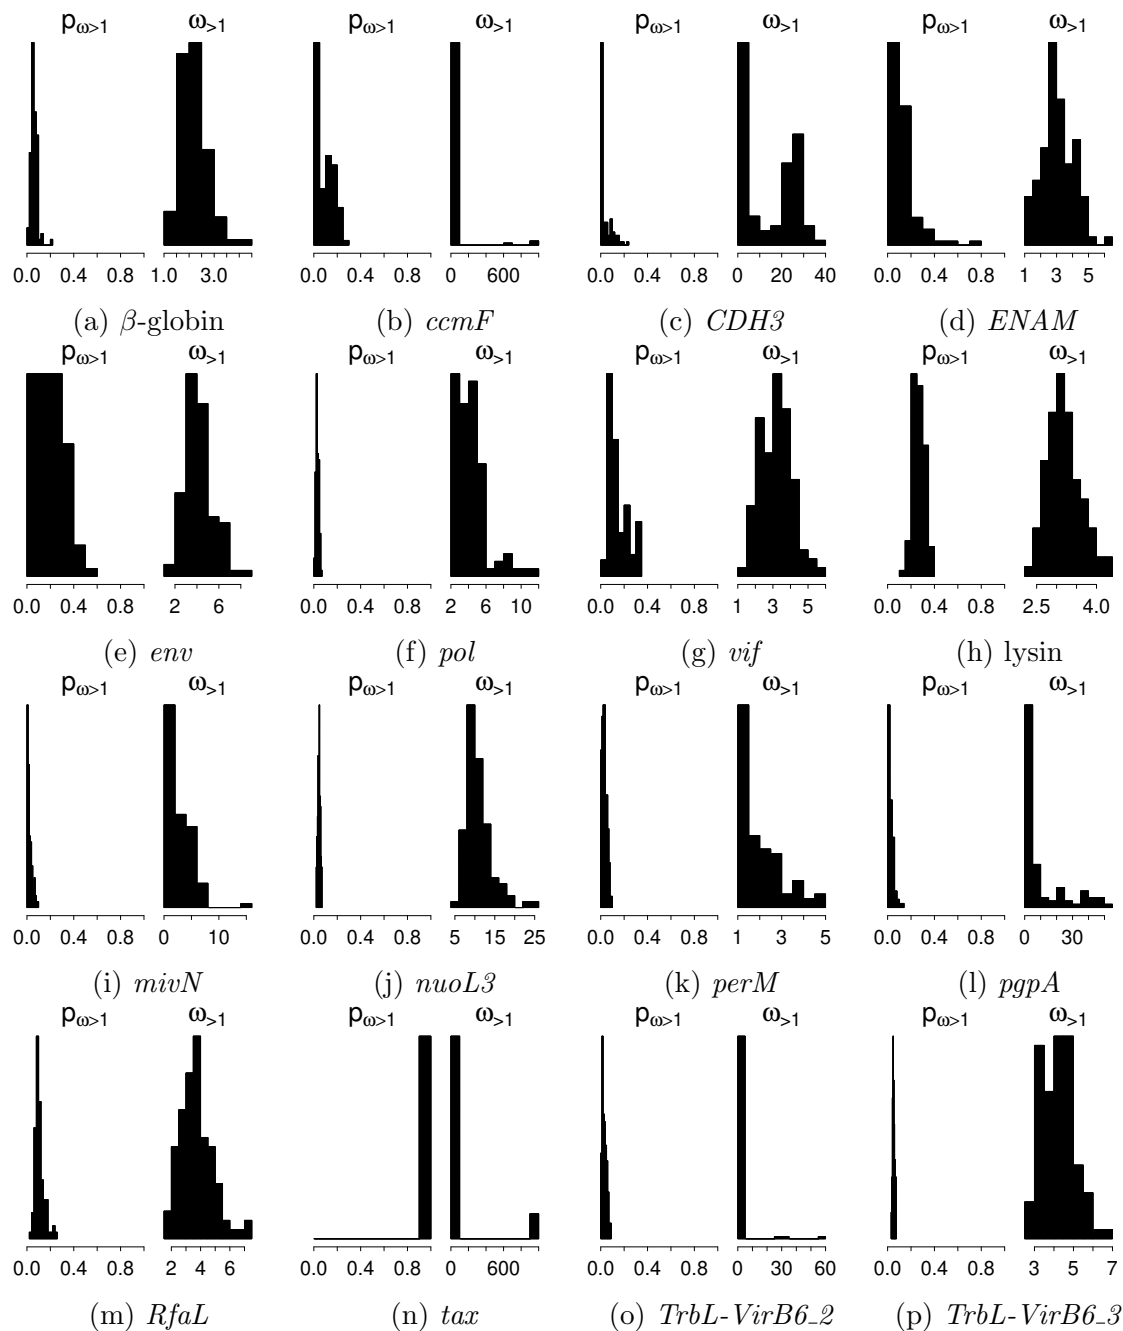 pω>1 ω>1 pω>1 ω>1 pω>1 ω>1 pω>1 ω>1
0.0 0.4 0.8 1.0 3.0 0.0 0.4 0.8 0 600 0.0 0.4 0.8 0 20 40 0.0 0.4 0.8 1 3 5
(a) β-globin (b) ccmF (c) CDH3 (d) ENAM
pω>1 ω>1 pω>1 ω>1 pω>1 ω>1 pω>1 ω>1
0.0 0.4 0.8 2 6 0.0 0.4 0.8 2 6 10 0.0 0.4 0.8 1 3 5 0.0 0.4 0.8 2.5 4.0
(e) env (f) pol (g) vif (h) lysin
pω>1 ω>1 pω>1 ω>1 pω>1 ω>1 pω>1 ω>1
0.0 0.4 0.8 0 10 0.0 0.4 0.8 5 15 25 0.0 0.4 0.8 1 3 5 0.0 0.4 0.8 0 30
(i) mivN (j) nuoL3 (k) perM (l) pgpA
pω>1 ω>1 pω>1 ω>1 pω>1 ω>1 pω>1 ω>1
0.0 0.4 0.8 2 4 6 0.0 0.4 0.8 0 600 0.0 0.4 0.8 0 30 60 0.0 0.4 0.8 3 5 7
(m) RfaL (n) tax (o) TrbL-VirB6_2 (p) TrbL-VirB6_3